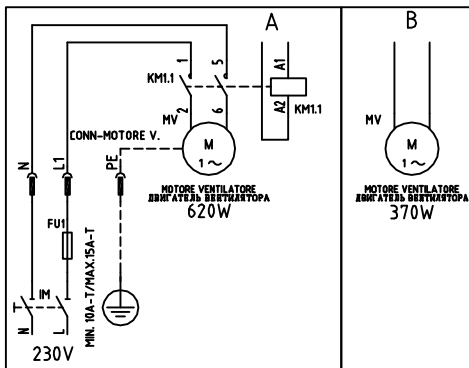 A
B
1
5
KM1.1
A1
A2
KM1.1
2
6
MV
MV
CONN-MOTORE V.
M
1 ~
M
1 ~
N
L1
PE
MOTORE VENTILATORE
ДВИГАТЕЛЬ ВЕНТИЛЯТОРА
620W
MOTORE VENTILATORE
ДВИГАТЕЛЬ ВЕНТИЛЯТОРА
370W
FU1
MIN. 10A-T/MAX.15A-T
IM
N
L
230V